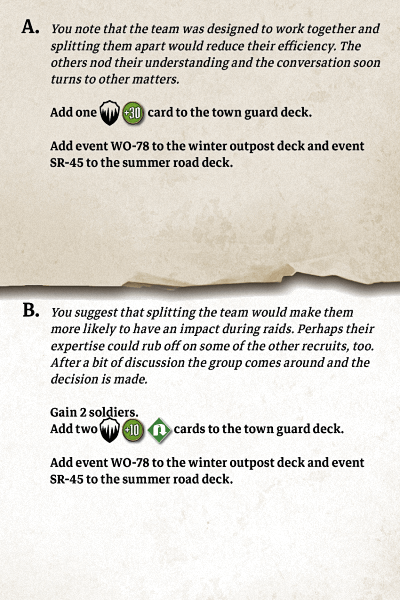 A. You note that the team was designed to work together and
splitting them apart would reduce their efficiency. The
others nod their understanding and the conversation soon
turns to other matters.
Add one +30 card to the town guard deck.
Add event WO-78 to the winter outpost deck and event
SR-45 to the summer road deck.
B. You suggest that splitting the team would make them
more likely to have an impact during raids. Perhaps their
expertise could rub off on some of the other recruits, too.
After a bit of discussion the group comes around and the
decision is made.
Gain 2 soldiers.
Add two +10 cards to the town guard deck.
Add event WO-78 to the winter outpost deck and event
SR-45 to the summer road deck.